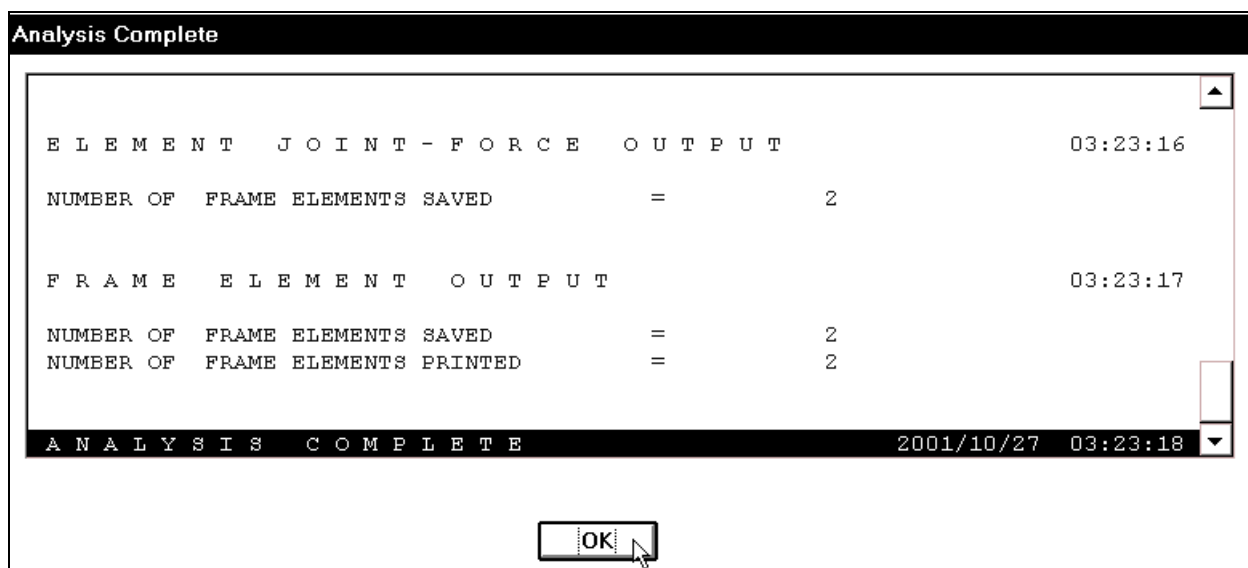 Analysis Complete
E L E M E N T   J O I N T - F O R C E   O U T P U T   03:23:16
NUMBER OF FRAME ELEMENTS SAVED = 2
F R A M E   E L E M E N T   O U T P U T   03:23:17
NUMBER OF FRAME ELEMENTS SAVED = 2
NUMBER OF FRAME ELEMENTS PRINTED = 2
A N A L Y S I S   C O M P L E T E   2001/10/27 03:23:18
OK